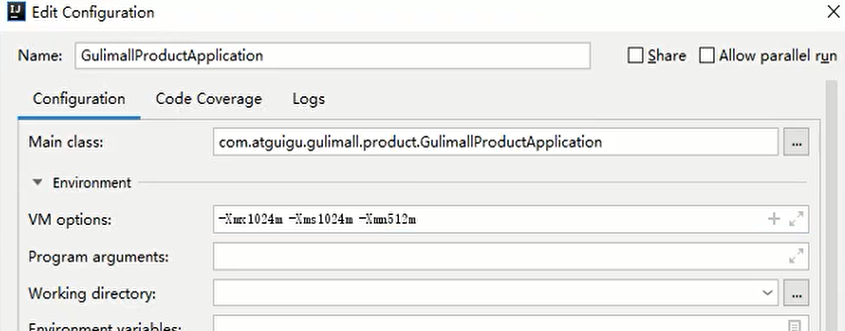 Edit Configuration
Name: GulimallProductApplication Share Allow parallel run
Configuration Code Coverage Logs
Main class: com.atguigu.gulimall.product.GulimallProductApplication ...
Environment
VM options: -Xmx1024m -Xms1024m -Xmn512m
Program arguments:
Working directory: ...
Environment variables: